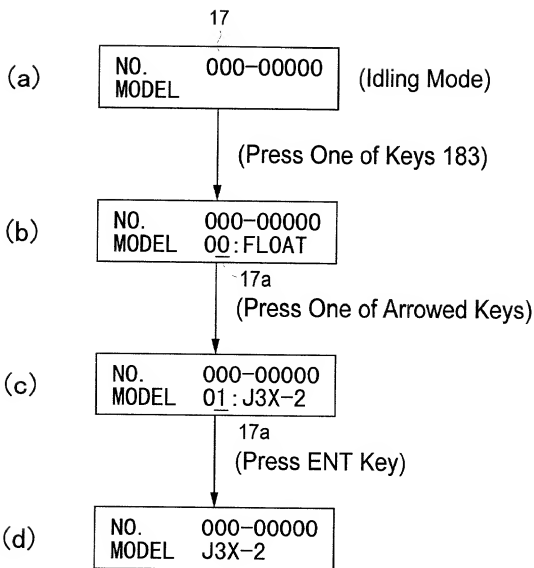 17
(a) NO. 000-00000 (Idling Mode)
MODEL
(Press One of Keys 183)
(b) NO. 000-00000
MODEL 00:FLOAT
17a
(Press One of Arrowed Keys)
(c) NO. 000-00000
MODEL 01:J3X-2
17a
(Press ENT Key)
(d) NO. 000-00000
MODEL J3X-2